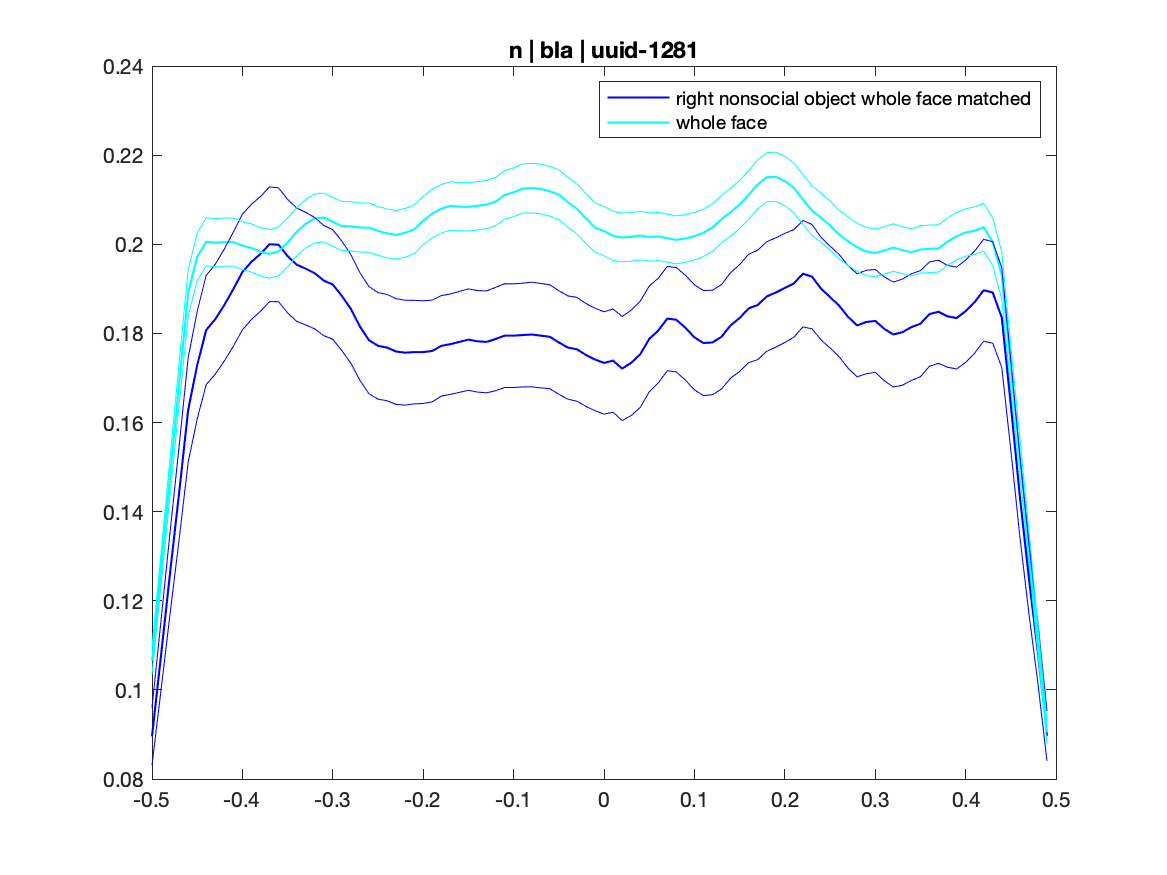 n | bla | uuid-1281
right nonsocial object whole face matched
whole face
0.24
0.22
0.2
0.18
0.16
0.14
0.12
0.1
0.08
-0.5 -0.4 -0.3 -0.2 -0.1 0 0.1 0.2 0.3 0.4 0.5